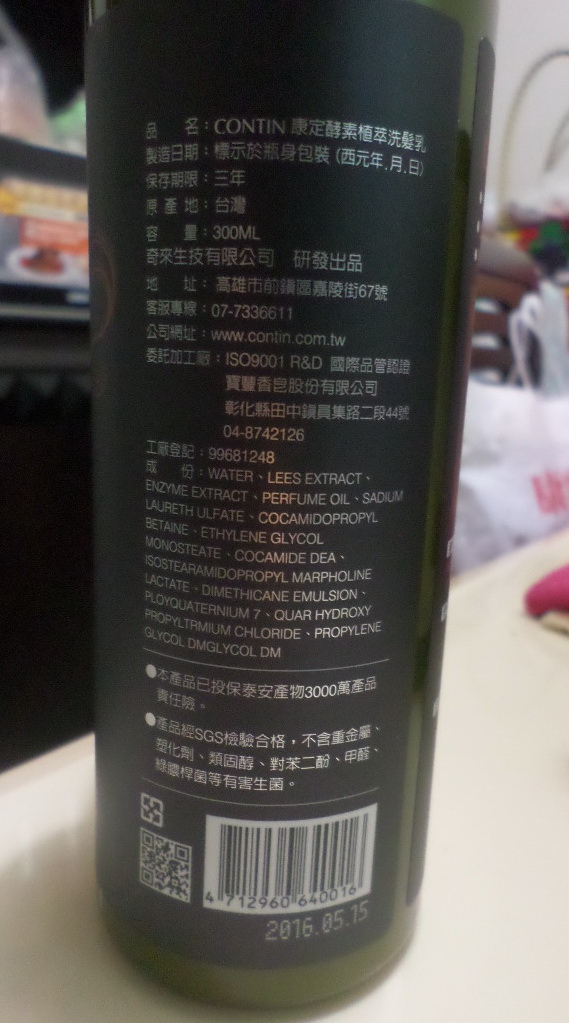 品 名：CONTIN 康定酵素植萃洗髮乳
製造日期：標示於瓶身包裝 (西元年.月.日)
保存期限：三年
原 產 地：台灣
容 量：300ML
奇來生技有限公司 研發出品
地 址：高雄市前鎮區嘉陵街67號
客服專線：07-7336611
公司網址：www.contin.com.tw
委託加工廠：ISO9001 R&D 國際品管認證
寶豐香皂股份有限公司
彰化縣田中鎮員集路二段44號
04-8742126
工廠登記：99681248
成 份：WATER、LEES EXTRACT、
ENZYME EXTRACT、PERFUME OIL、SADIUM
LAURETH ULFATE、COCAMIDOPROPYL
BETAINE、ETHYLENE GLYCOL
MONOSTEATE、COCAMIDE DEA、
ISOSTEARAMIDOPROPYL MARPHOLINE
LACTATE、DIMETHICANE EMULSION、
PLOYQUATERNIUM 7、QUAR HYDROXY
PROPYLTRMIUM CHLORIDE、PROPYLENE
GLYCOL DMGLYCOL DM
●本產品已投保泰安產物3000萬產品
責任險。
●產品經SGS檢驗合格，不含重金屬、
塑化劑、類固醇、對苯二酚、甲醛、
綠膿桿菌等有害生菌。
4 712960 640016
2016.05.15